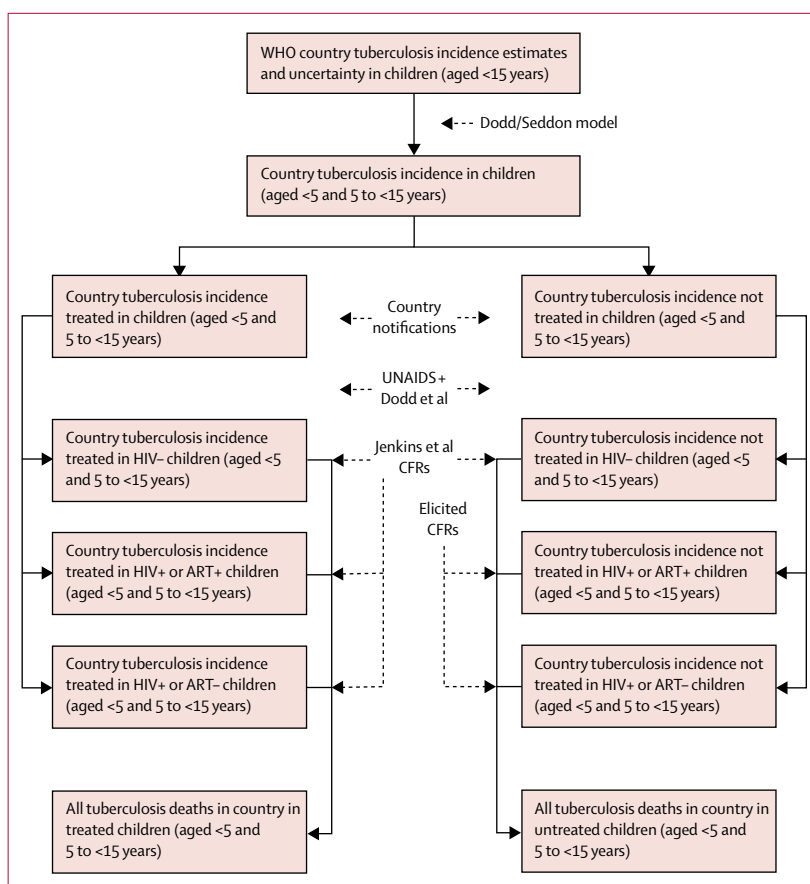 WHO country tuberculosis incidence estimates
and uncertainty in children (aged <15 years)
Dodd/Seddon model
Country tuberculosis incidence in children
(aged <5 and 5 to <15 years)
Country tuberculosis incidence
treated in children (aged <5 and
5 to <15 years)
Country
notifications
Country tuberculosis incidence not
treated in children (aged <5 and
5 to <15 years)
UNAIDS +
Dodd et al
Country tuberculosis incidence
treated in HIV– children (aged <5
and 5 to <15 years)
Jenkins et al
CFRs
Country tuberculosis incidence not
treated in HIV– children (aged <5
and 5 to <15 years)
Elicited
CFRs
Country tuberculosis incidence
treated in HIV+ or ART+ children
(aged <5 and 5 to <15 years)
Country tuberculosis incidence not
treated in HIV+ or ART+ children
(aged <5 and 5 to <15 years)
Country tuberculosis incidence
treated in HIV+ or ART– children
(aged <5 and 5 to <15 years)
Country tuberculosis incidence not
treated in HIV+ or ART– children
(aged <5 and 5 to <15 years)
All tuberculosis deaths in country in
treated children (aged <5 and
5 to <15 years)
All tuberculosis deaths in country in
untreated children (aged <5 and
5 to <15 years)